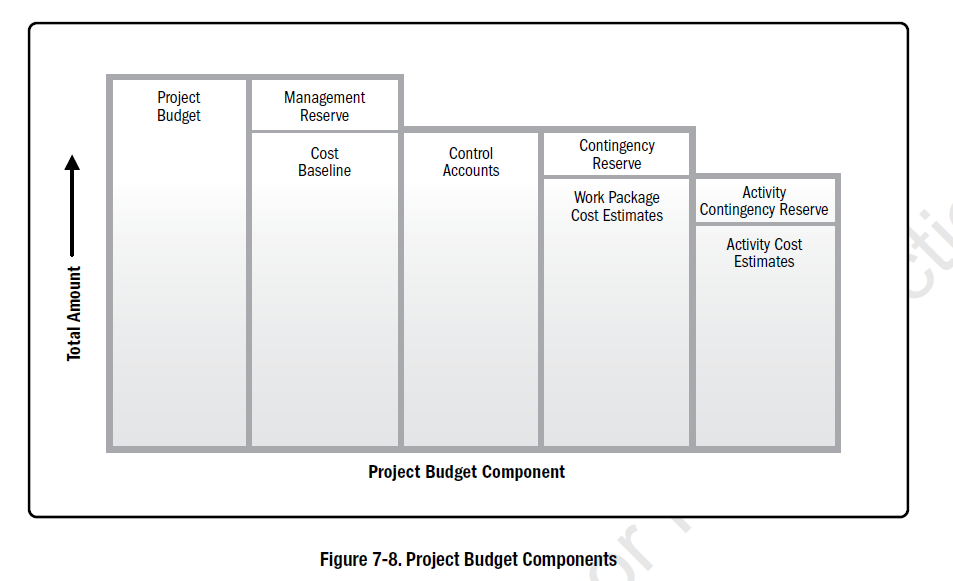 Project
Budget
Management
Reserve
Cost
Baseline
Control
Accounts
Contingency
Reserve
Work Package
Cost Estimates
Activity
Contingency Reserve
Activity Cost
Estimates
Total Amount
Project Budget Component
Figure 7-8. Project Budget Components